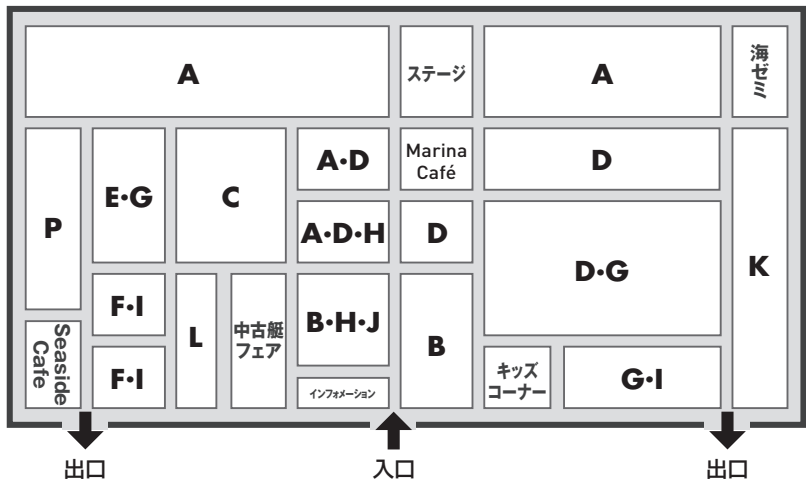 A
ステージ
A
海ゼミ
P
E・G
C
A・D
Marina
Café
D
A・D・H
D
D・G
K
F・I
L
中古艇
フェア
B・H・J
B
Seaside
Cafe
F・I
インフォメーション
キッズ
コーナー
G・I
出口
入口
出口